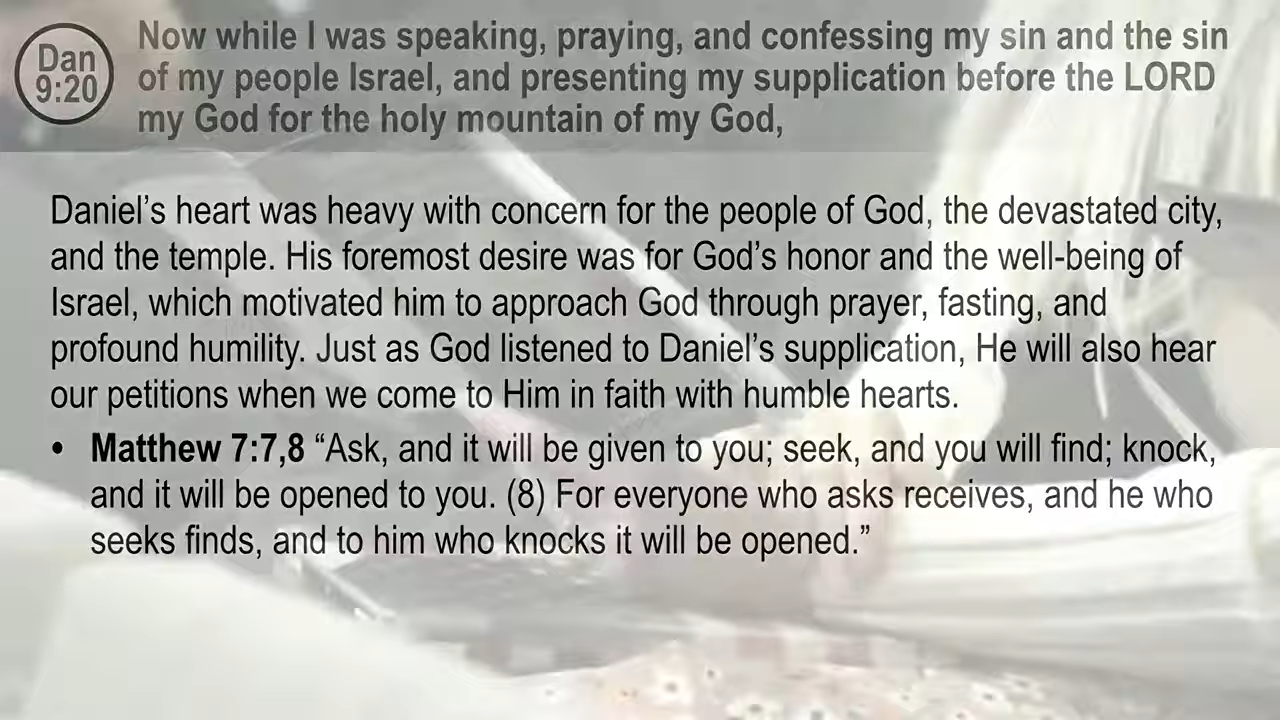 Dan
9:20
Now while I was speaking, praying, and confessing my sin and the sin
of my people Israel, and presenting my supplication before the LORD
my God for the holy mountain of my God,
Daniel’s heart was heavy with concern for the people of God, the devastated city,
and the temple. His foremost desire was for God’s honor and the well-being of
Israel, which motivated him to approach God through prayer, fasting, and
profound humility. Just as God listened to Daniel’s supplication, He will also hear
our petitions when we come to Him in faith with humble hearts.
• Matthew 7:7,8 “Ask, and it will be given to you; seek, and you will find; knock,
and it will be opened to you. (8) For everyone who asks receives, and he who
seeks finds, and to him who knocks it will be opened.”